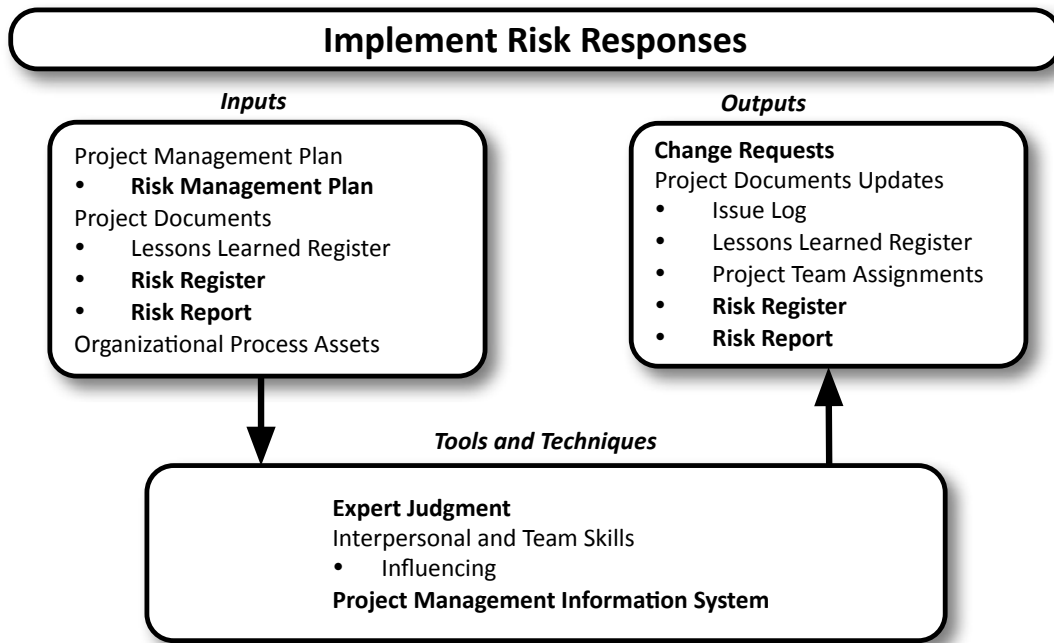 Implement Risk Responses
Inputs
Project Management Plan
• Risk Management Plan
Project Documents
• Lessons Learned Register
• Risk Register
• Risk Report
Organizational Process Assets
Outputs
Change Requests
Project Documents Updates
• Issue Log
• Lessons Learned Register
• Project Team Assignments
• Risk Register
• Risk Report
Tools and Techniques
Expert Judgment
Interpersonal and Team Skills
• Influencing
Project Management Information System